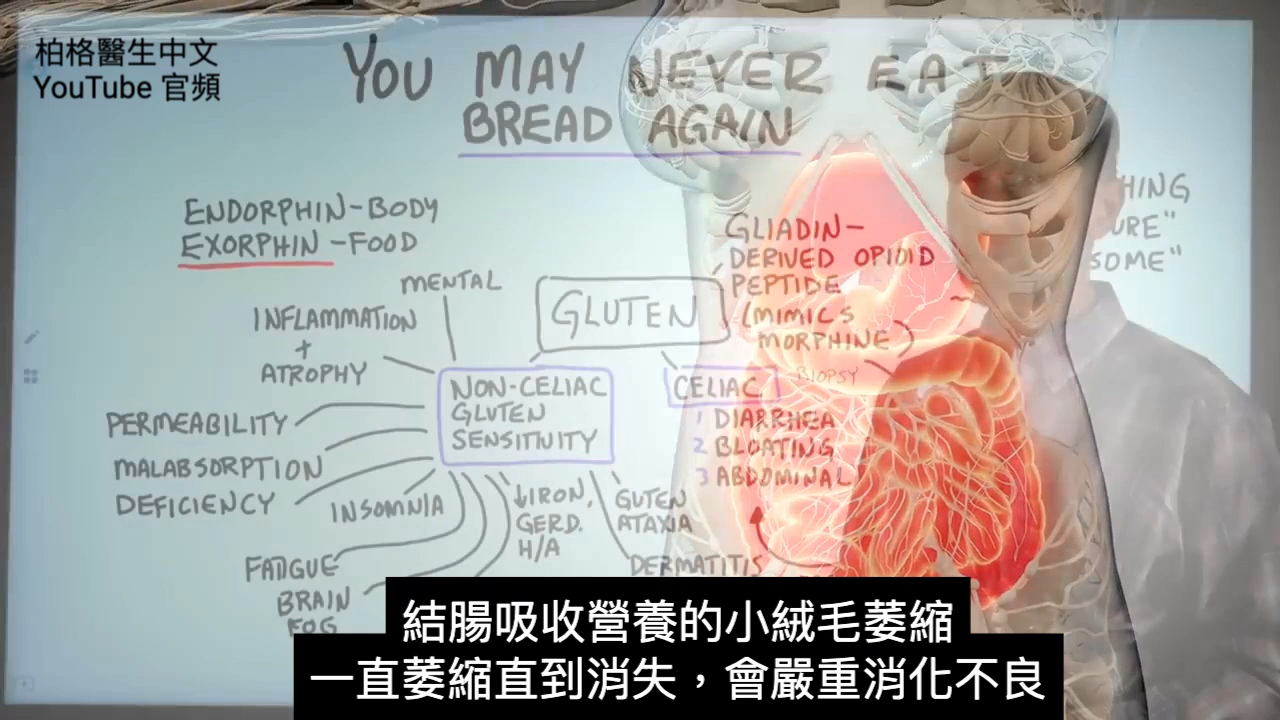 柏格醫生中文
YouTube 官頻
YOU MAY NEVER EAT
BREAD AGAIN
ENDORPHIN-BODY
EXORPHIN-FOOD
HING
URE"
SOME"
GLIADIN-
DERIVED OPIOID
PEPTIDE
(MIMICS
MORPHINE)
MENTAL
GLUTEN
INFLAMMATION
+
ATROPHY
BIOPSY
NON-CELIAC
GLUTEN
SENSITIVITY
CELIAC
1 DIARRHEA
2 BLOATING
3 ABDOMINAL
PERMEABILITY
MALABSORPTION
DEFICIENCY
INSOMNIA
↓IRON,
GERD.
H/A
GUTEN
ATAXIA
DERMATITIS
FATIGUE
BRAIN
FOG
結腸吸收營養的小絨毛萎縮
一直萎縮直到消失，會嚴重消化不良